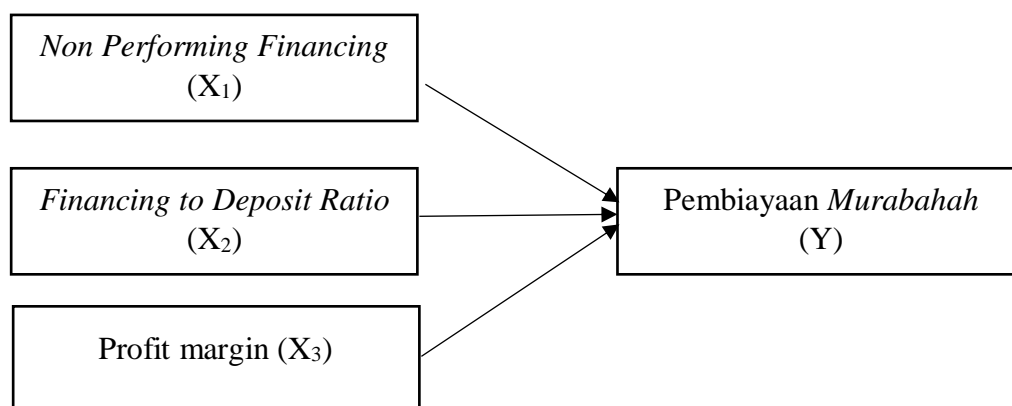 Non Performing Financing
(X₁)
Financing to Deposit Ratio
(X₂)
Profit margin (X₃)
Pembiayaan Murabahah
(Y)